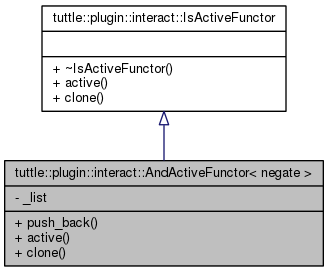 tuttle::plugin::interact::IsActiveFunctor
+ ~IsActiveFunctor()
+ active()
+ clone()
tuttle::plugin::interact::AndActiveFunctor< negate >
- _list
+ push_back()
+ active()
+ clone()